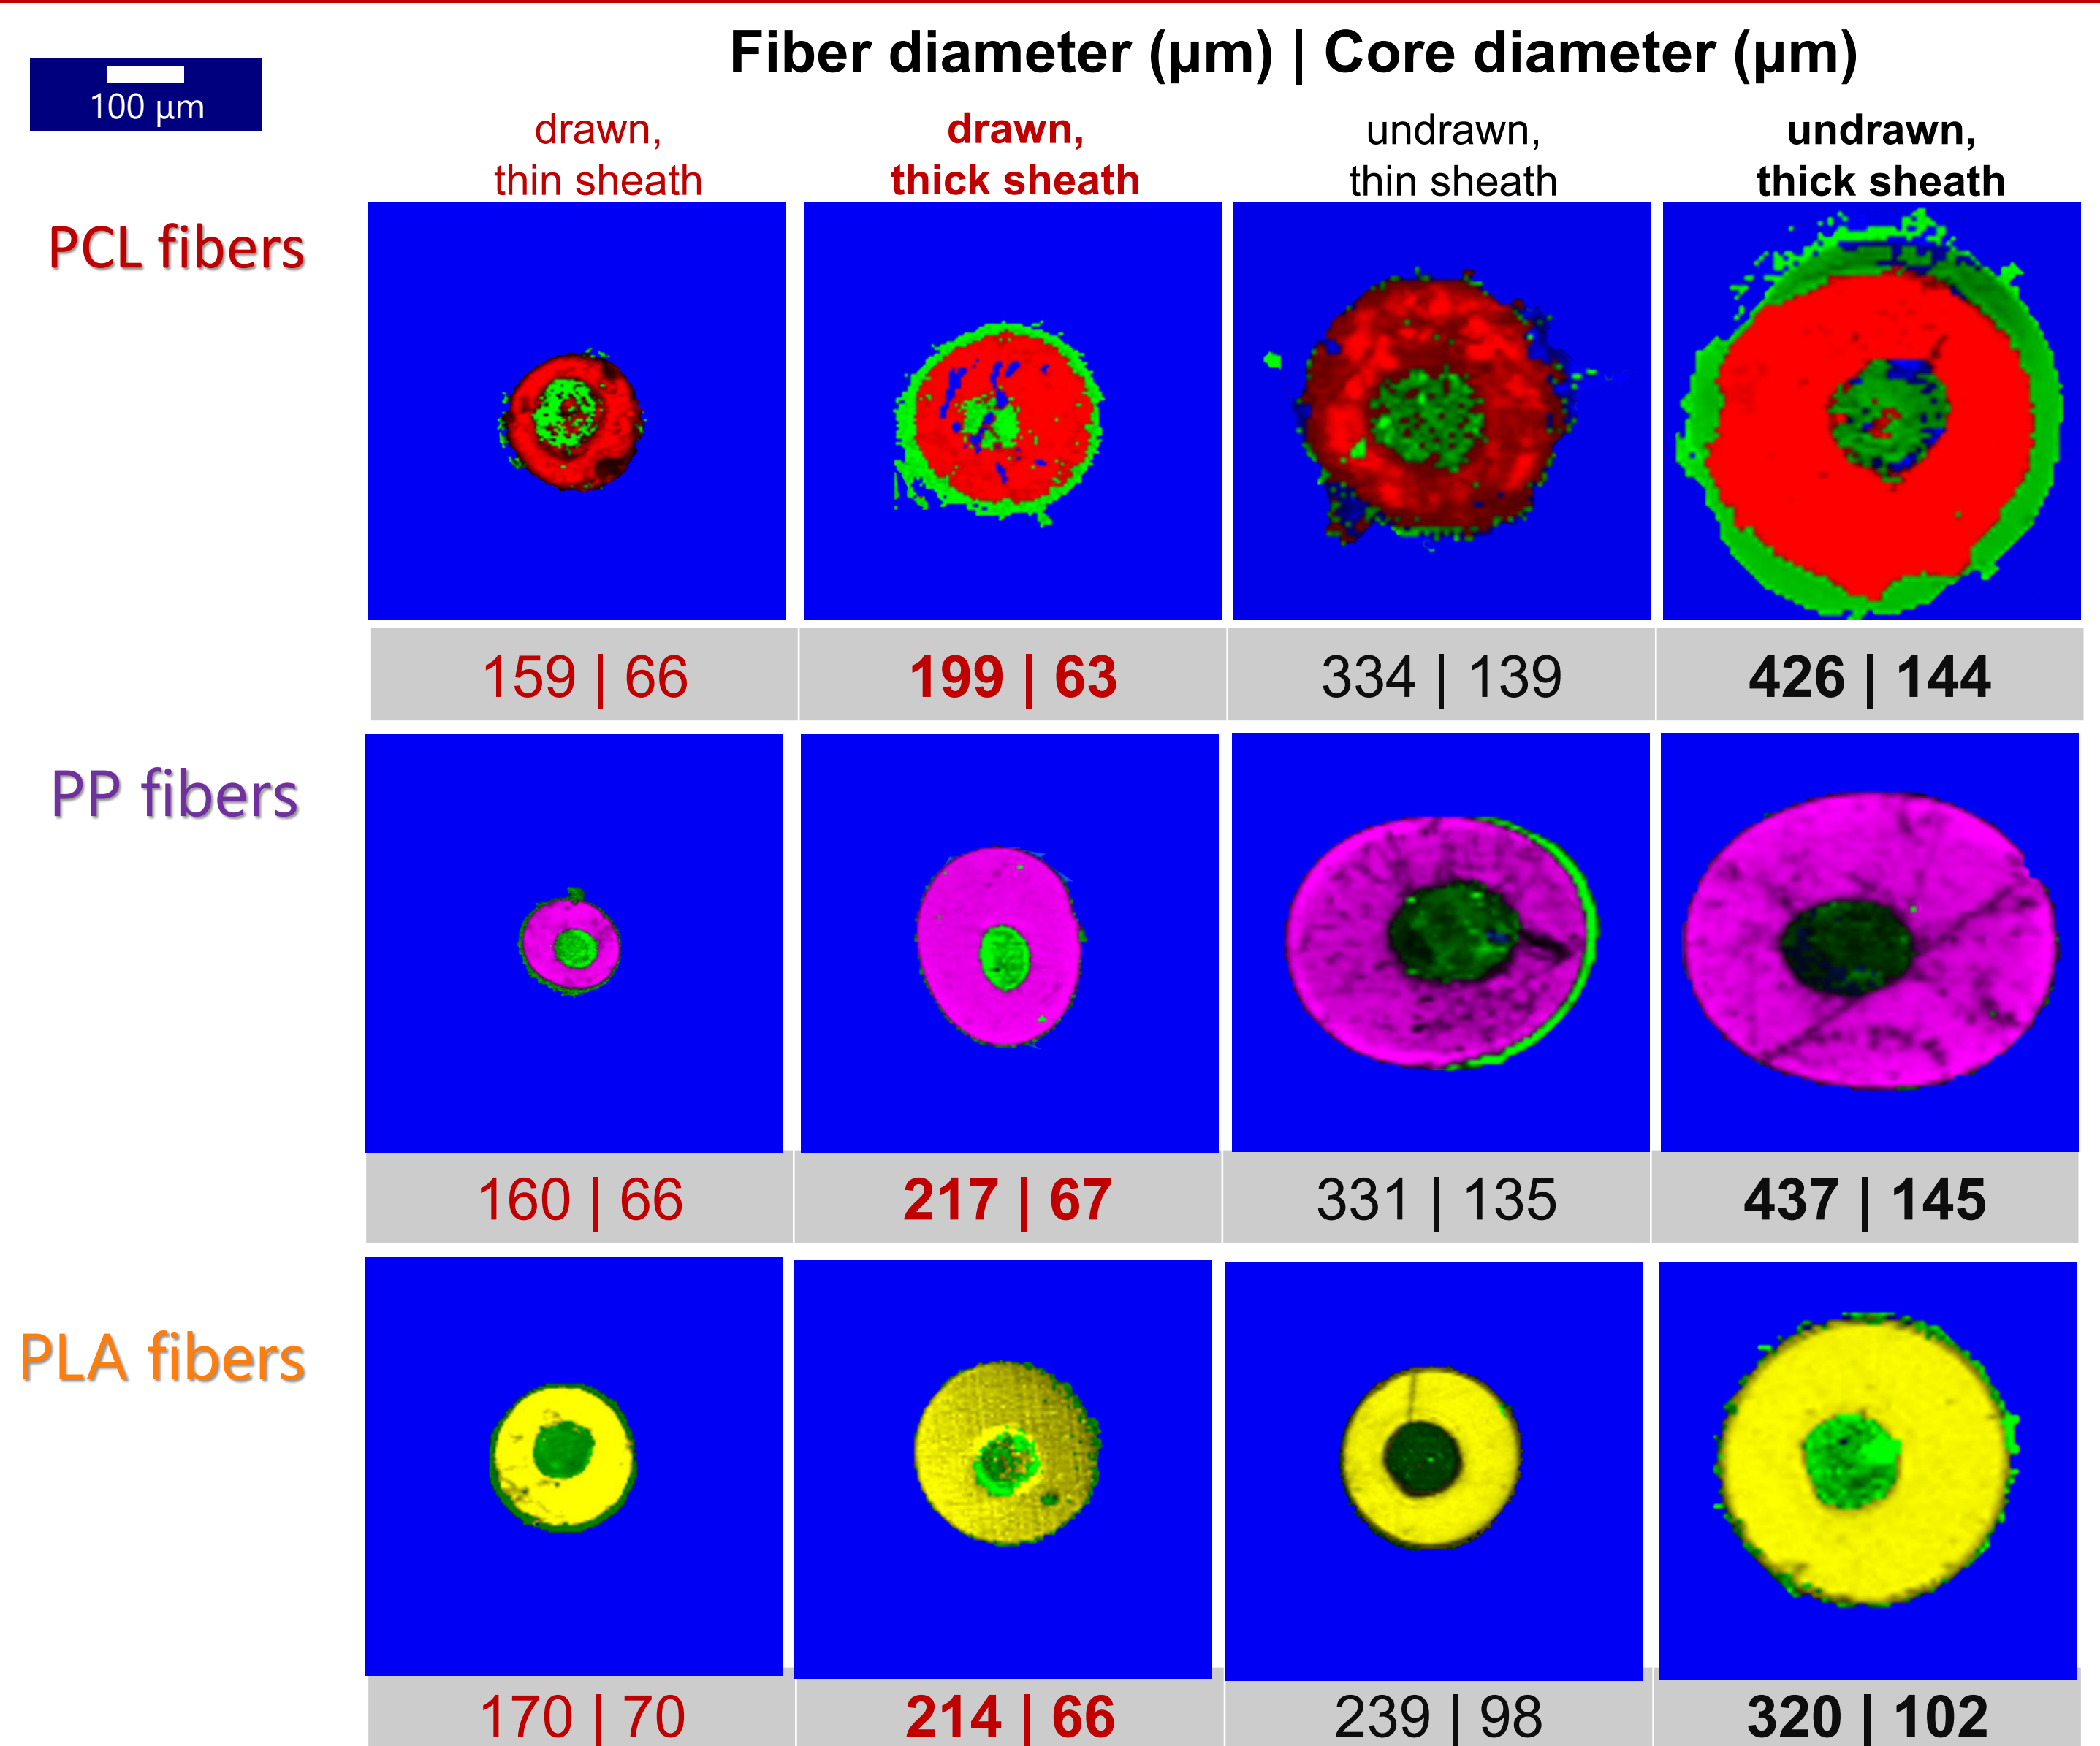 Fiber diameter (μm) | Core diameter (μm)
100 μm
drawn,
thin sheath
drawn,
thick sheath
undrawn,
thin sheath
undrawn,
thick sheath
PCL fibers
159 | 66
199 | 63
334 | 139
426 | 144
PP fibers
160 | 66
217 | 67
331 | 135
437 | 145
PLA fibers
170 | 70
214 | 66
239 | 98
320 | 102